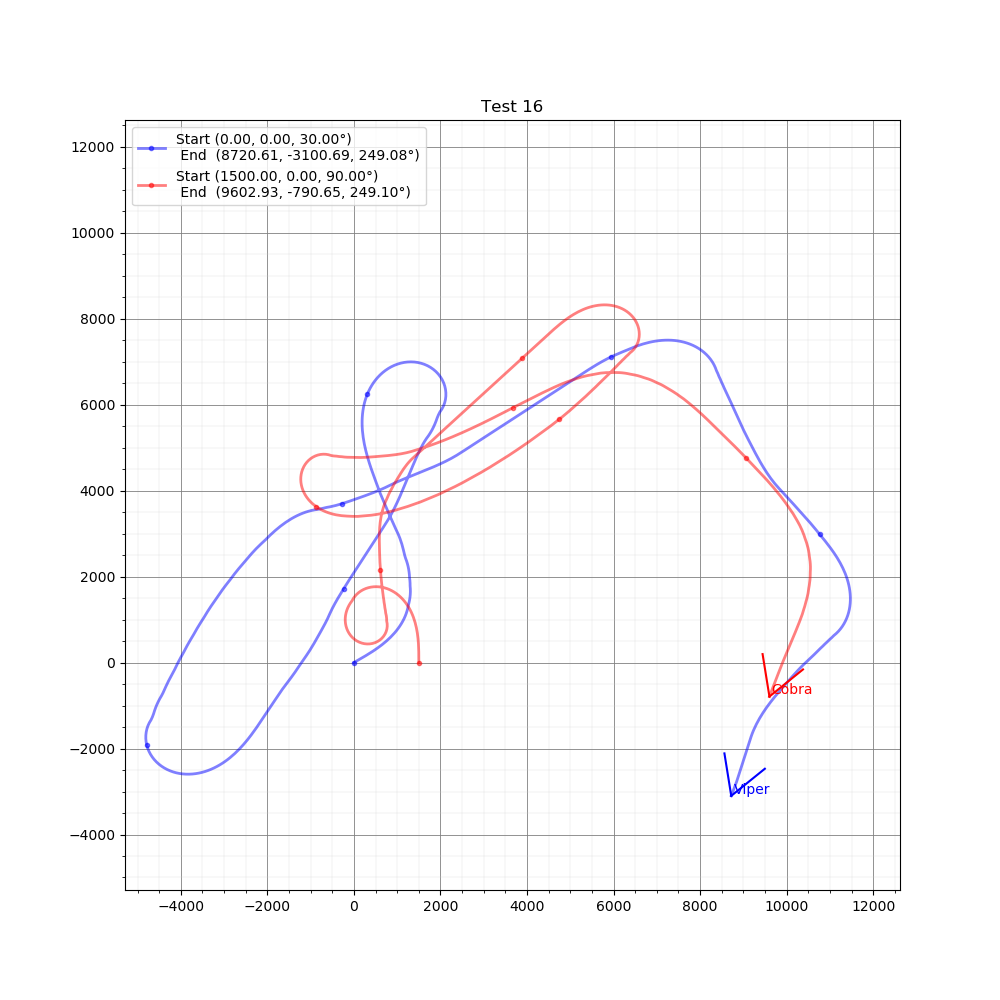 Test 16
Start (0.00, 0.00, 30.00°)
End  (8720.61, -3100.69, 249.08°)
Start (1500.00, 0.00, 90.00°)
End  (9602.93, -790.65, 249.10°)
12000
10000
8000
6000
4000
2000
0
−2000
−4000
Cobra
Viper
−4000 −2000 0 2000 4000 6000 8000 10000 12000